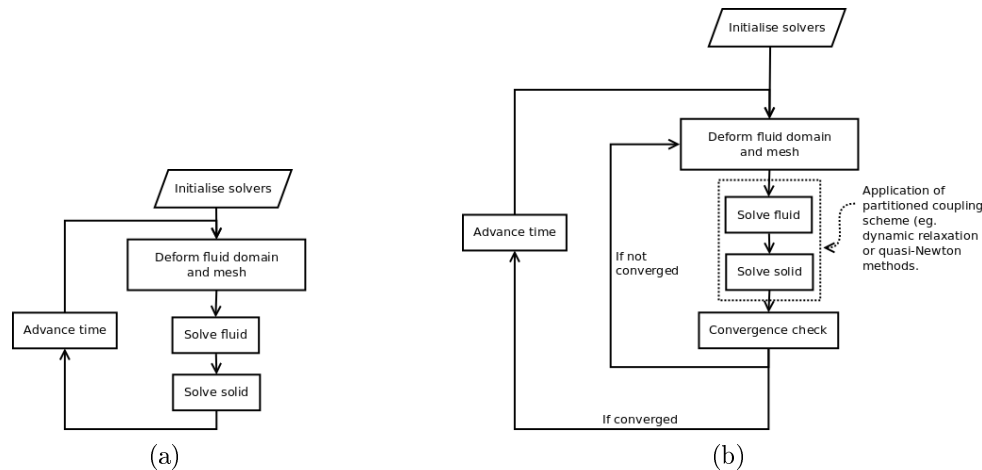 Initialise solvers
Deform fluid domain
and mesh
Advance time
Solve fluid
Solve solid
(a)
Initialise solvers
Deform fluid domain
and mesh
Application of
partitioned coupling
scheme (eg.
dynamic relaxation
or quasi-Newton
methods.
Solve fluid
Advance time
If not
converged
Solve solid
Convergence check
If converged
(b)